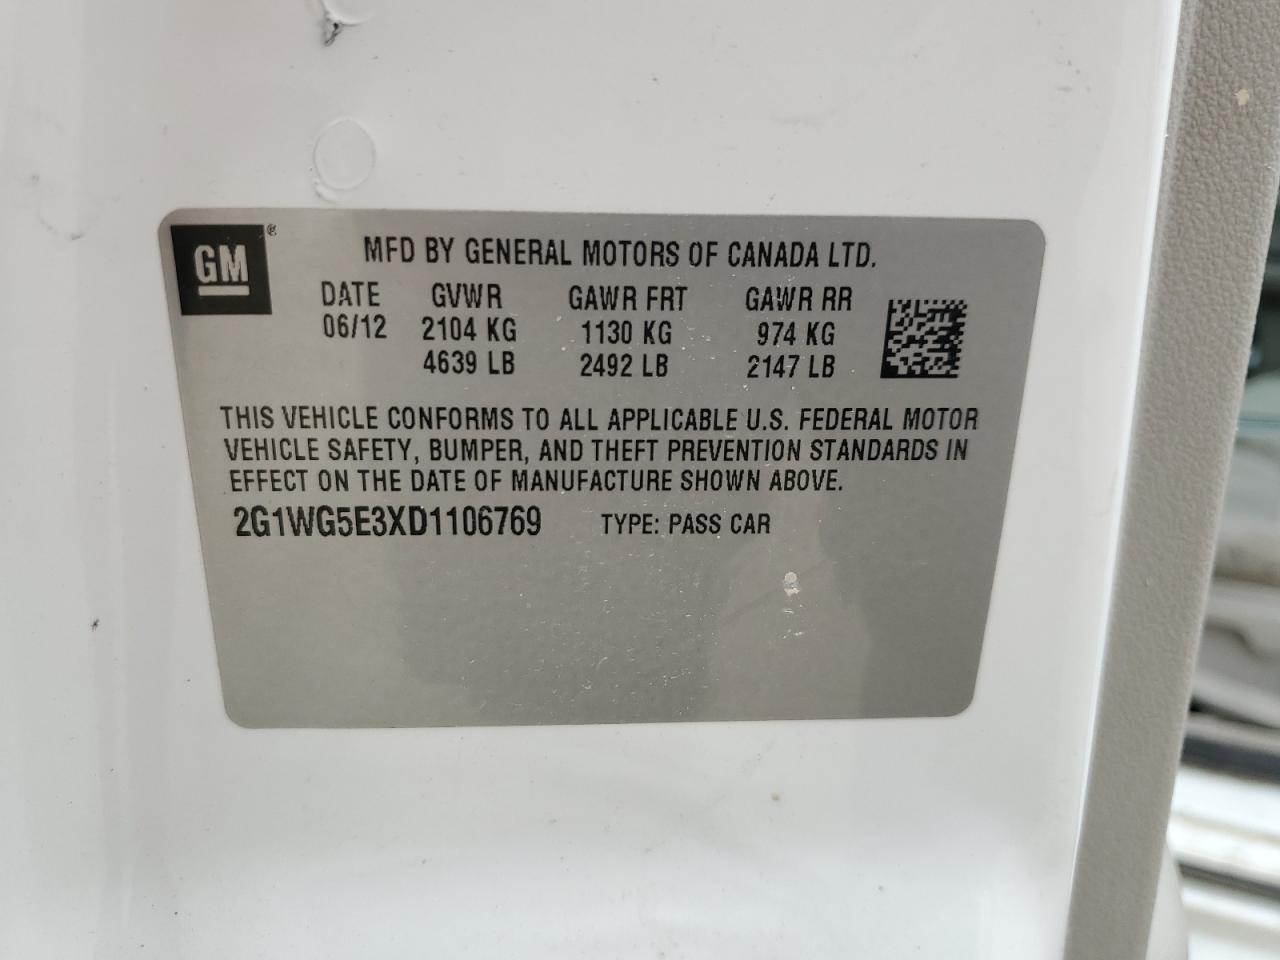 GM®
MFD BY GENERAL MOTORS OF CANADA LTD.
DATE GVWR GAWR FRT GAWR RR
06/12 2104 KG 1130 KG 974 KG
4639 LB 2492 LB 2147 LB
THIS VEHICLE CONFORMS TO ALL APPLICABLE U.S. FEDERAL MOTOR
VEHICLE SAFETY, BUMPER, AND THEFT PREVENTION STANDARDS IN
EFFECT ON THE DATE OF MANUFACTURE SHOWN ABOVE.
2G1WG5E3XD1106769 TYPE: PASS CAR